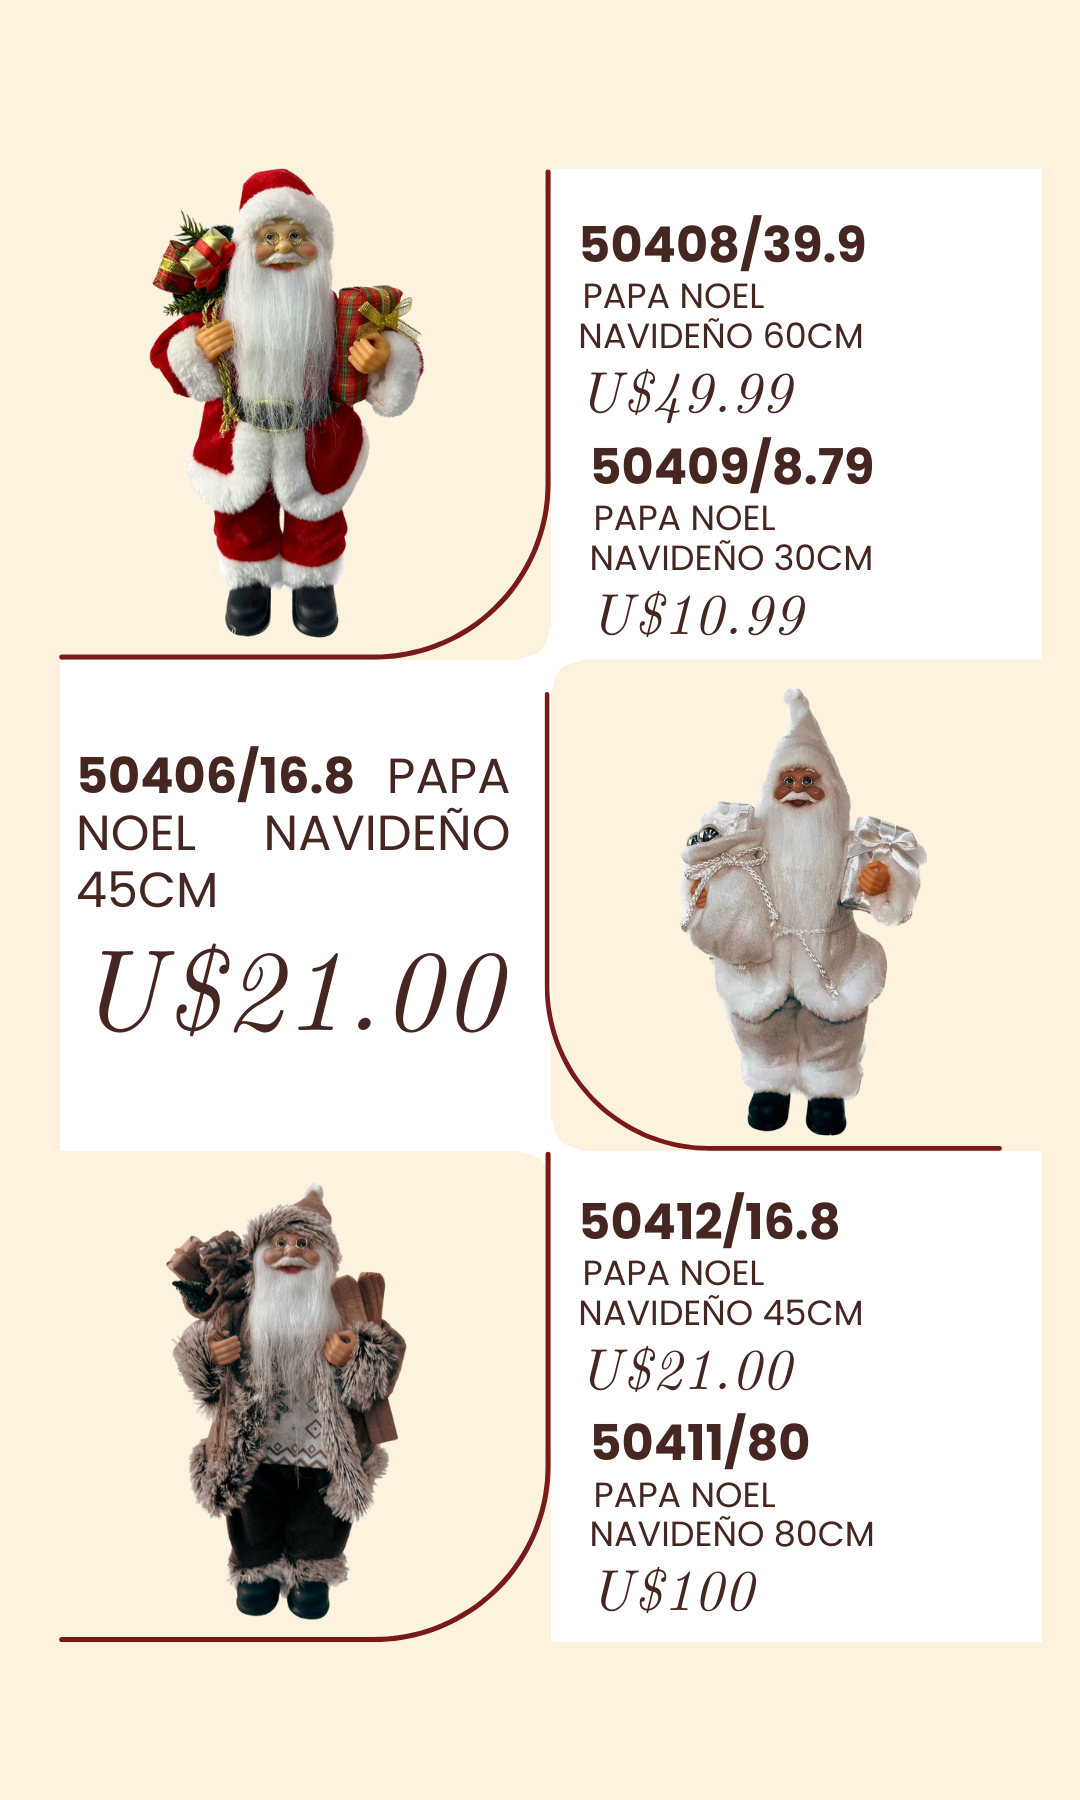 50408/39.9
PAPA NOEL
NAVIDEÑO 60CM
U$49.99
50409/8.79
PAPA NOEL
NAVIDEÑO 30CM
U$10.99
50406/16.8 PAPA
NOEL NAVIDEÑO
45CM
U$21.00
50412/16.8
PAPA NOEL
NAVIDEÑO 45CM
U$21.00
50411/80
PAPA NOEL
NAVIDEÑO 80CM
U$100